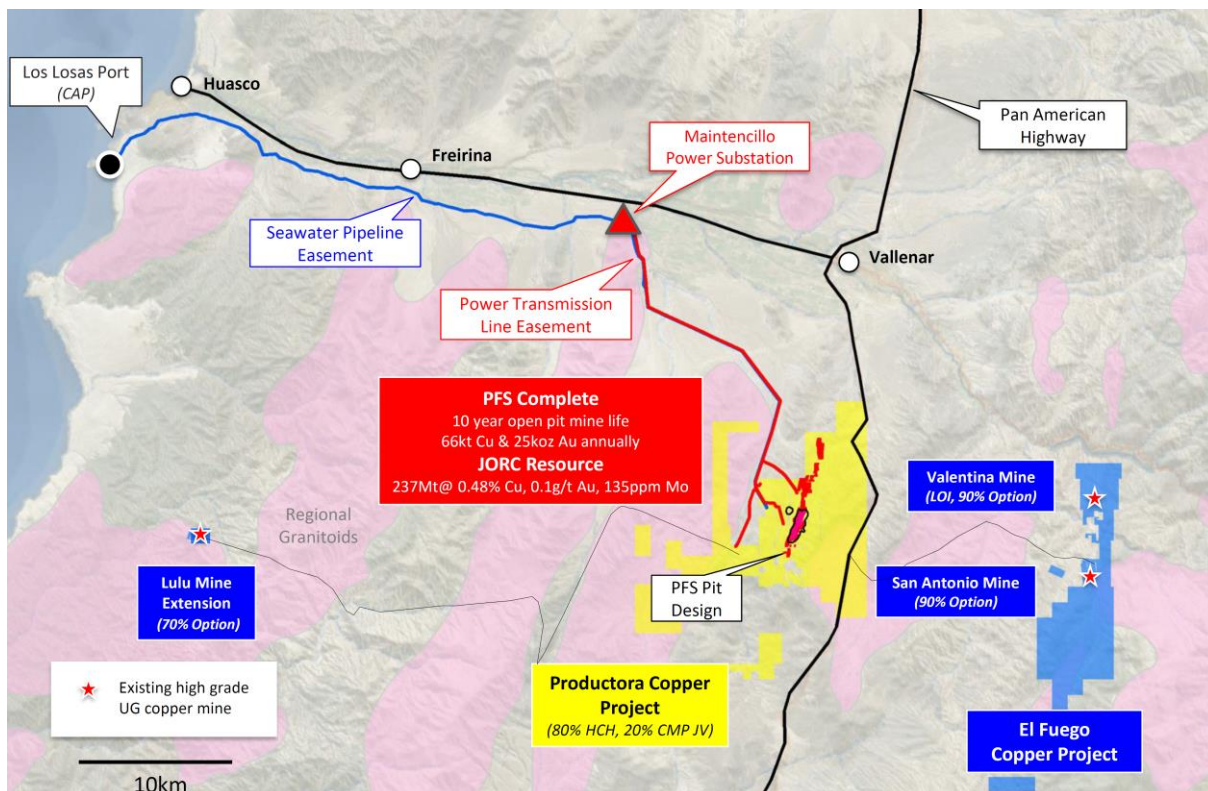 Los Losas Port
(CAP)
Huasco
Freirina
Maintencillo
Power Substation
Pan American
Highway
Seawater Pipeline
Easement
Vallenar
Power Transmission
Line Easement
PFS Complete
10 year open pit mine life
66kt Cu & 25koz Au annually
JORC Resource
237Mt@ 0.48% Cu, 0.1g/t Au, 135ppm Mo
Regional
Granitoids
Valentina Mine
(LOI, 90% Option)
Lulu Mine
Extension
(70% Option)
PFS Pit
Design
San Antonio Mine
(90% Option)
Existing high grade
UG copper mine
Productora Copper
Project
(80% HCH, 20% CMP JV)
El Fuego
Copper Project
10km